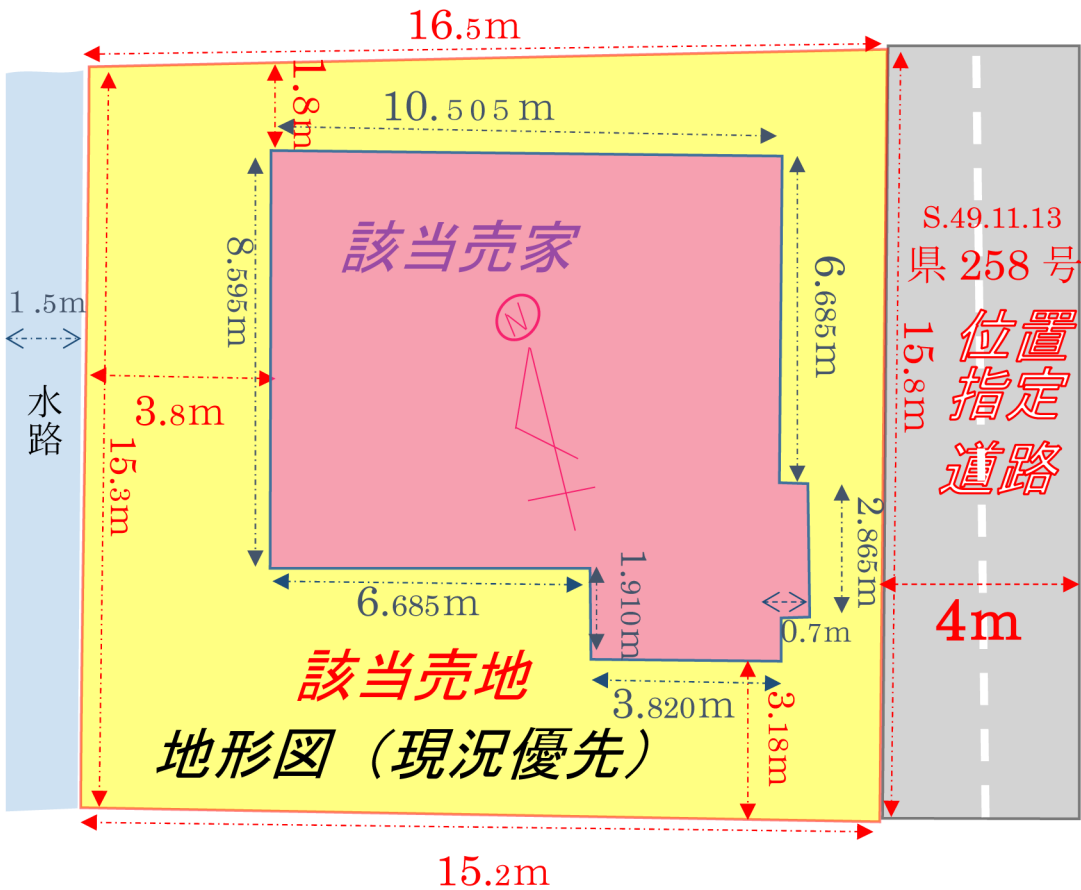 16.5m
1.8m
10.505m
該当売家
8.595m
S.49.11.13
県258号
1.5m
N
6.685m
位置
指定
道路
15.8m
水路
3.8m
15.3m
2.865m
6.685m
1.910m
0.7m
4m
該当売地
3.820m
3.18m
地形図（現況優先）
15.2m